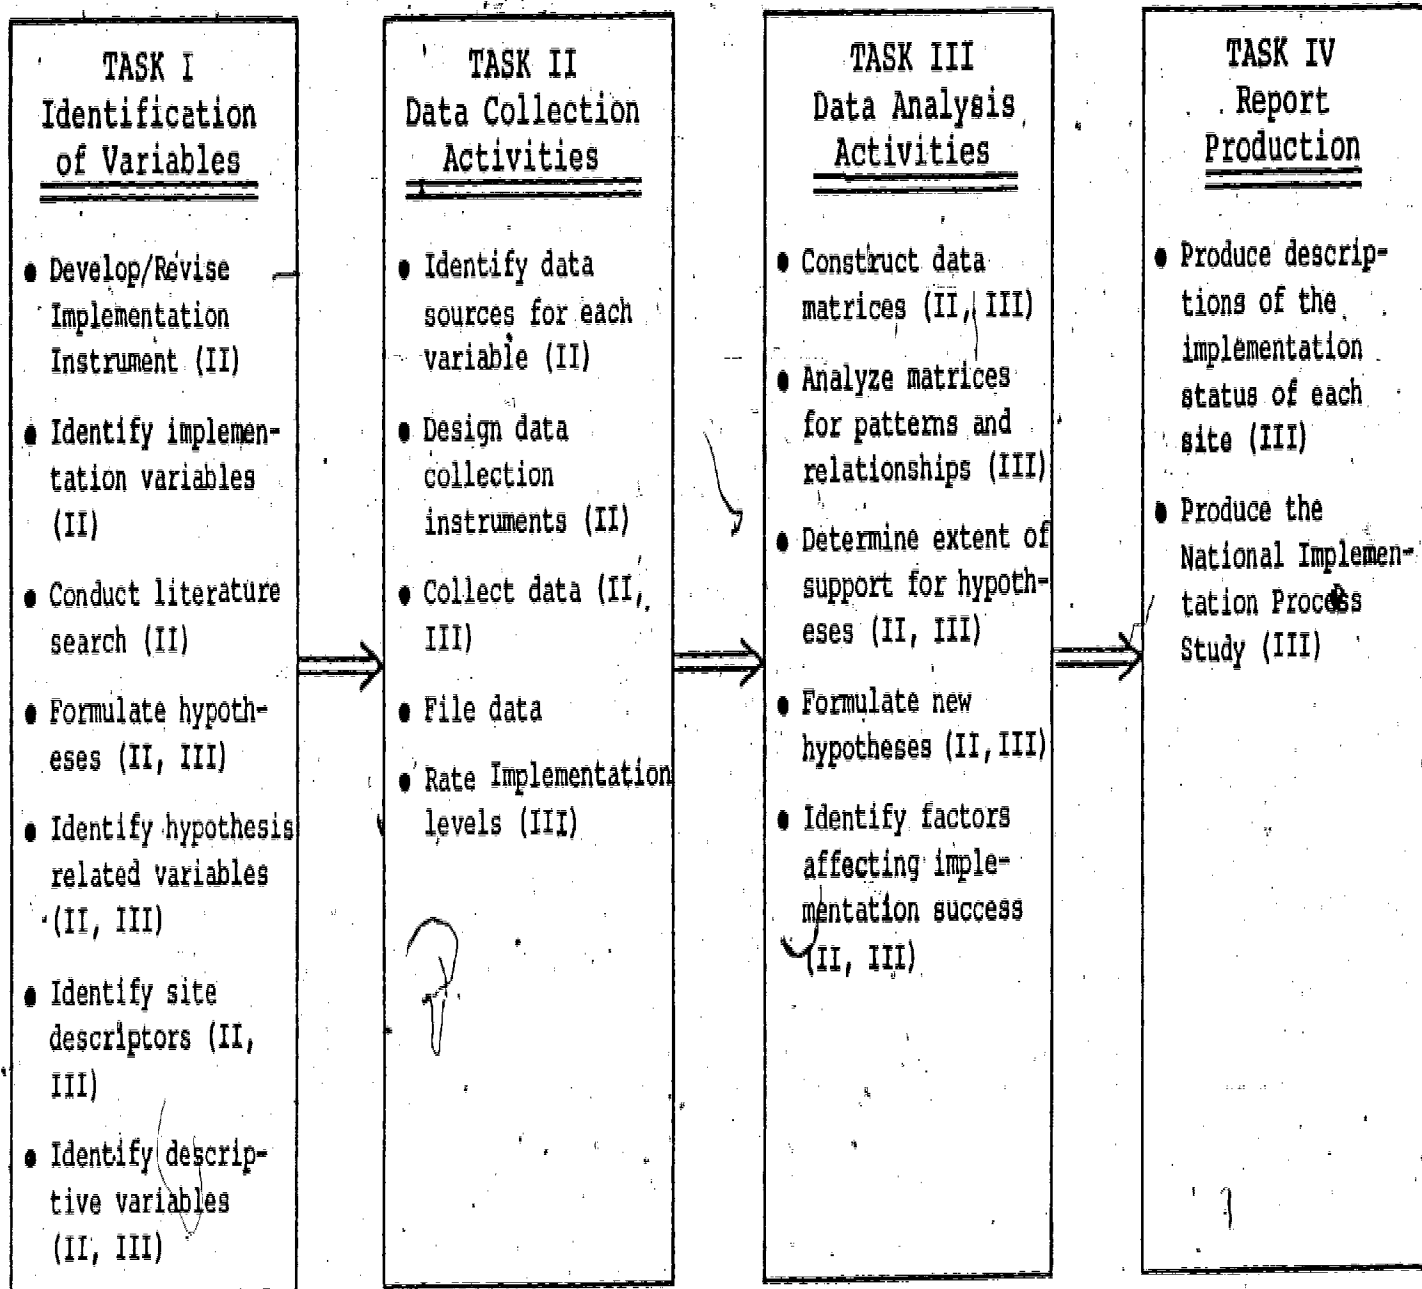 TASK I
Identification
of Variables
● Develop/Revise
Implementation
Instrument (II)
● Identify implemen-
tation variables
(II)
● Conduct literature
search (II)
● Formulate hypoth-
eses (II, III)
● Identify hypothesis
related variables
(II, III)
● Identify site
descriptors (II,
III)
● Identify descrip-
tive variables
(II, III)
TASK II
Data Collection
Activities
● Identify data
sources for each
variable (II)
● Design data
collection
instruments (II)
● Collect data (II,
III)
● File data
● Rate Implementation
levels (III)
TASK III
Data Analysis
Activities
● Construct data
matrices (II, III)
● Analyze matrices
for patterns and
relationships (III)
● Determine extent of
support for hypoth-
eses (II, III)
● Formulate new
hypotheses (II, III)
● Identify factors
affecting imple-
mentation success
(II, III)
TASK IV
Report
Production
● Produce descrip-
tions of the
implementation
status of each
site (III)
● Produce the
National Implemen-
tation Process
Study (III)